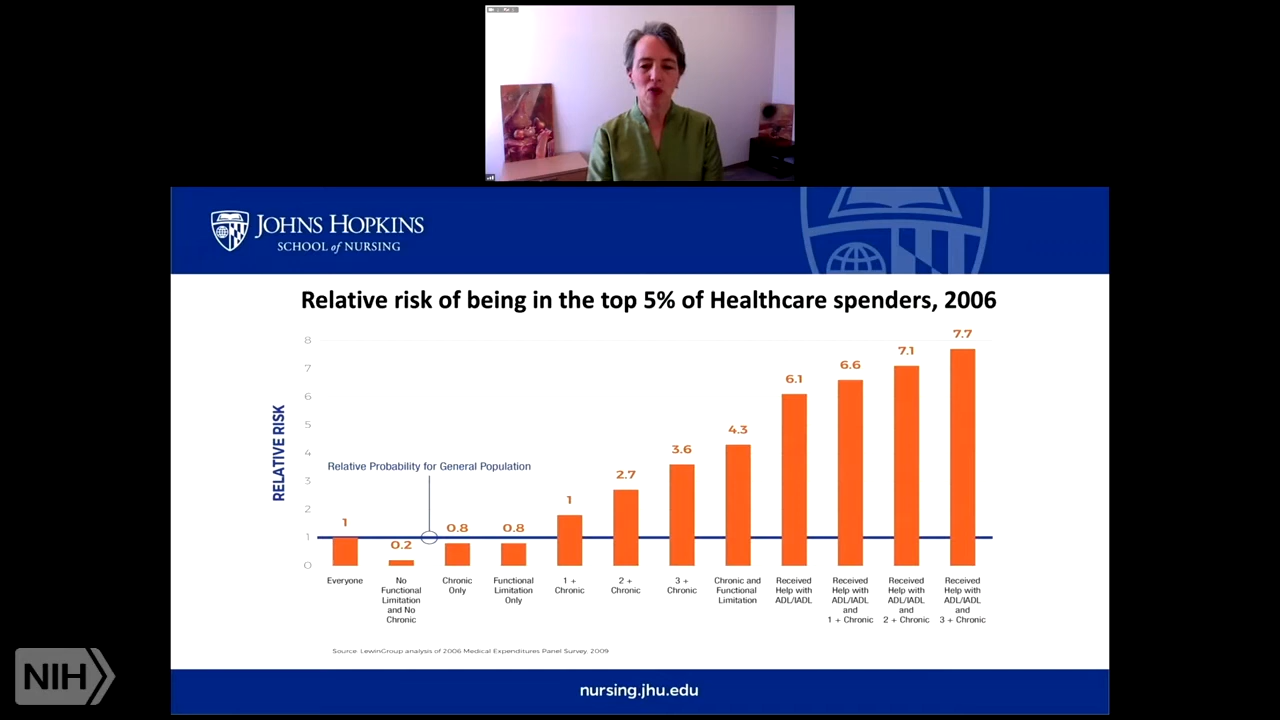 JOHNS HOPKINS
SCHOOL of NURSING
Relative risk of being in the top 5% of Healthcare spenders, 2006
RELATIVE RISK
8
7
6
5
4
3
2
1
0
Relative Probability for General Population
1
0.2
0.8
0.8
1
2.7
3.6
4.3
6.1
6.6
7.1
7.7
Everyone
No
Functional
Limitation
and No
Chronic
Chronic
Only
Functional
Limitation
Only
1 +
Chronic
2 +
Chronic
3 +
Chronic
Chronic and
Functional
Limitation
Received
Help with
ADL/IADL
Received
Help with
ADL/IADL
and
1 + Chronic
Received
Help with
ADL/IADL
and
2 + Chronic
Received
Help with
ADL/IADL
and
3 + Chronic
Source: LewinGroup analysis of 2006 Medical Expenditures Panel Survey, 2009
NIH
nursing.jhu.edu